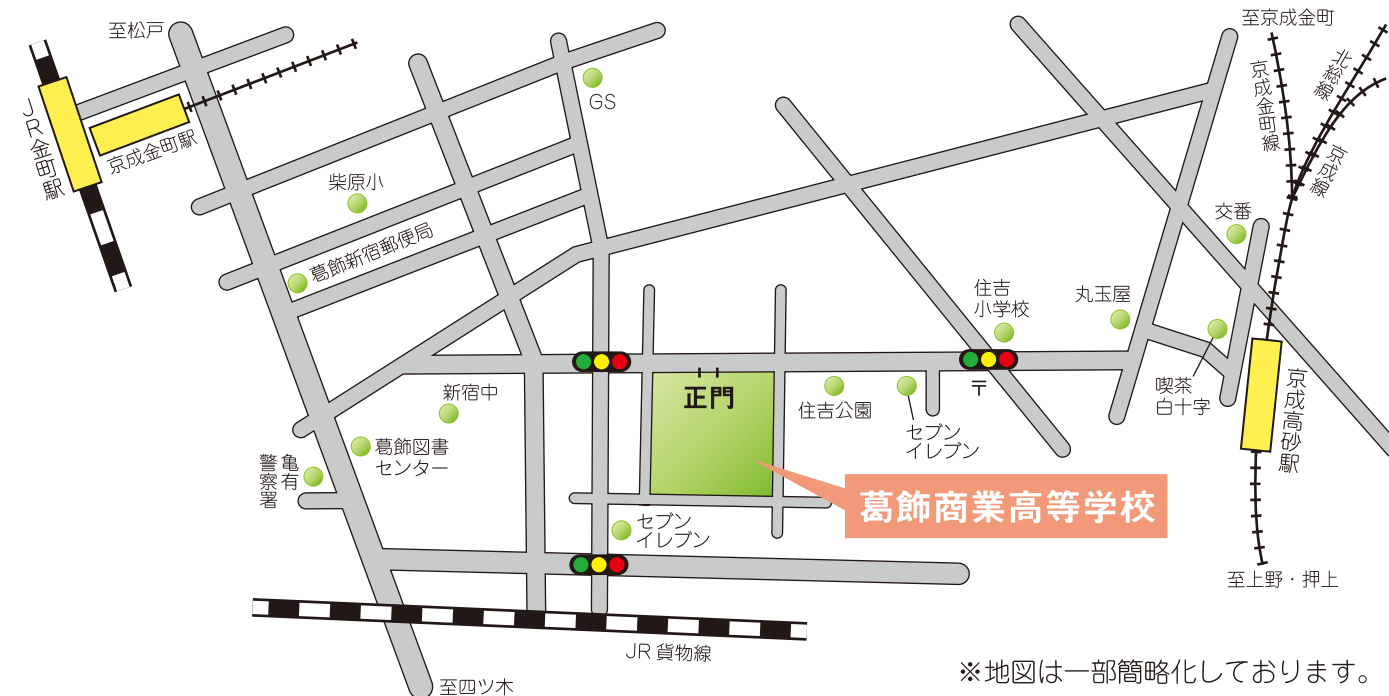 至松戸
JR金町駅
京成金町駅
GS
柴原小
葛飾新宿郵便局
至京成金町
北総線
京成金町線
京成線
交番
住吉
小学校
丸玉屋
喫茶
白十字
京成高砂駅
新宿中
正門
住吉公園
〒
セブン
イレブン
葛飾図書
センター
亀有
警察署
葛飾商業高等学校
セブン
イレブン
至上野・押上
JR貨物線
至四ツ木
※地図は一部簡略化しております。